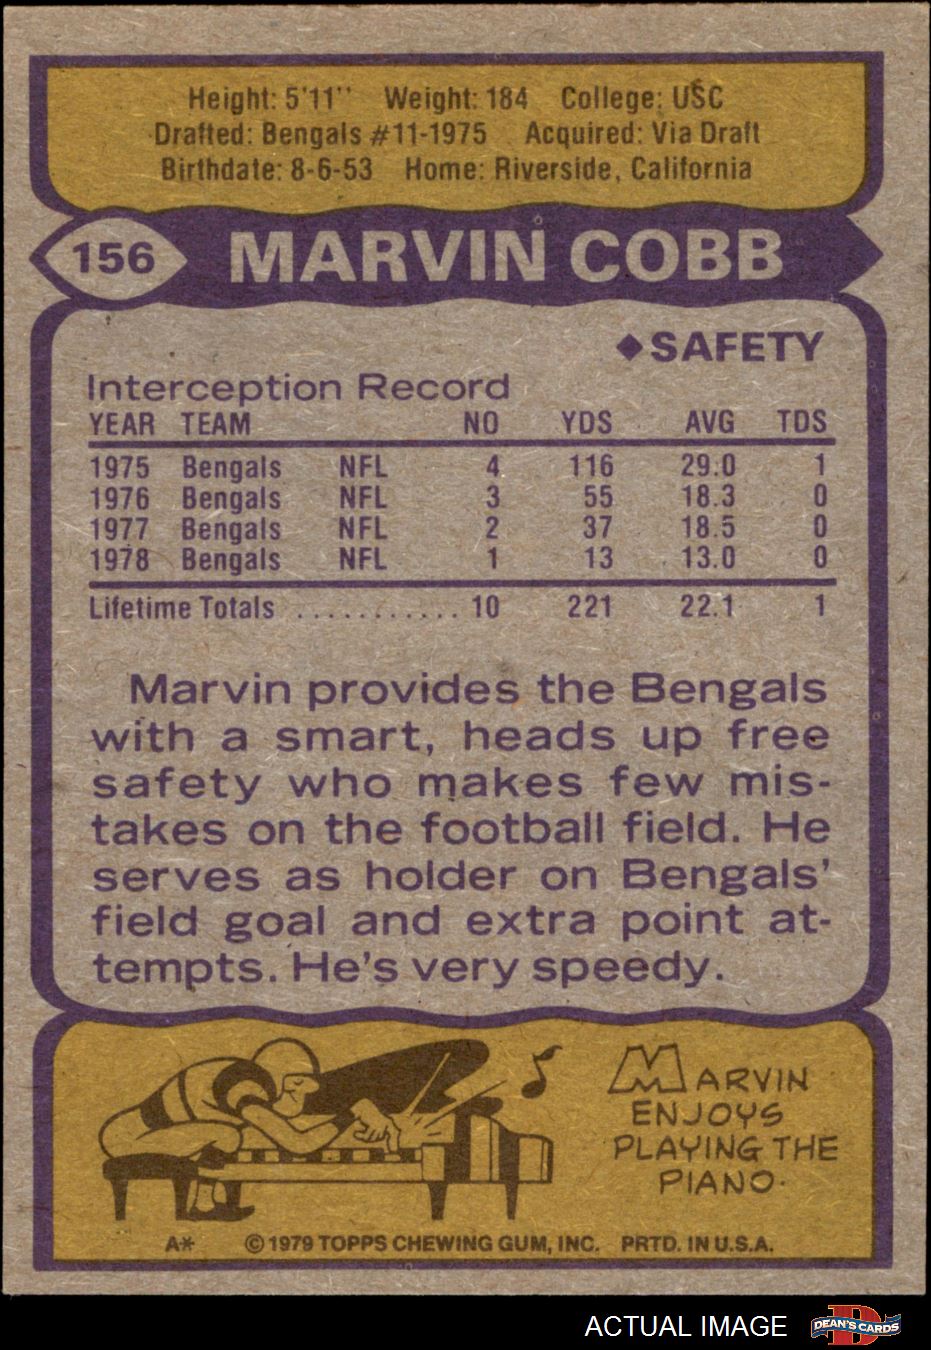 Height: 5'11'' Weight: 184 College: USC
Drafted: Bengals #11-1975 Acquired: Via Draft
Birthdate: 8-6-53 Home: Riverside, California
156 MARVIN COBB
◆SAFETY
Interception Record
YEAR TEAM NO YDS AVG TDS
1975 Bengals NFL 4 116 29.0 1
1976 Bengals NFL 3 55 18.3 0
1977 Bengals NFL 2 37 18.5 0
1978 Bengals NFL 1 13 13.0 0
Lifetime Totals ........... 10 221 22.1 1
Marvin provides the Bengals
with a smart, heads up free
safety who makes few mis-
takes on the football field. He
serves as holder on Bengals'
field goal and extra point at-
tempts. He's very speedy.
MARVIN
ENJOYS
PLAYING THE
PIANO.
A* © 1979 TOPPS CHEWING GUM, INC. PRTD. IN U.S.A.
ACTUAL IMAGE D DEAN'S CARDS